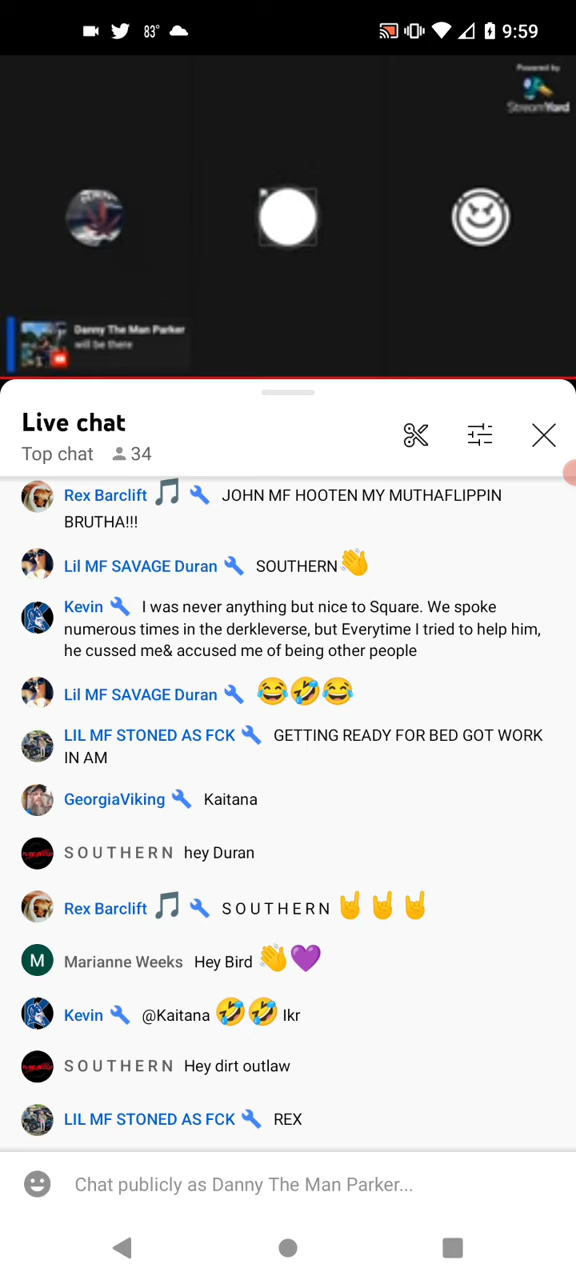 83° 9:59
Powered by
StreamYard
Danny The Man Parker
will be there
Live chat
Top chat 34
Rex Barclift 🎵 JOHN MF HOOTEN MY MUTHAFLIPPIN
BRUTHA!!!
Lil MF SAVAGE Duran SOUTHERN👋
Kevin I was never anything but nice to Square. We spoke
numerous times in the derkleverse, but Everytime I tried to help him,
he cussed me& accused me of being other people
Lil MF SAVAGE Duran 😂🤣😂
LIL MF STONED AS FCK GETTING READY FOR BED GOT WORK
IN AM
GeorgiaViking Kaitana
S O U T H E R N hey Duran
Rex Barclift 🎵 S O U T H E R N 🤘🤘🤘
M Marianne Weeks Hey Bird 👋💜
Kevin @Kaitana 🤣🤣 Ikr
S O U T H E R N Hey dirt outlaw
LIL MF STONED AS FCK REX
Chat publicly as Danny The Man Parker...